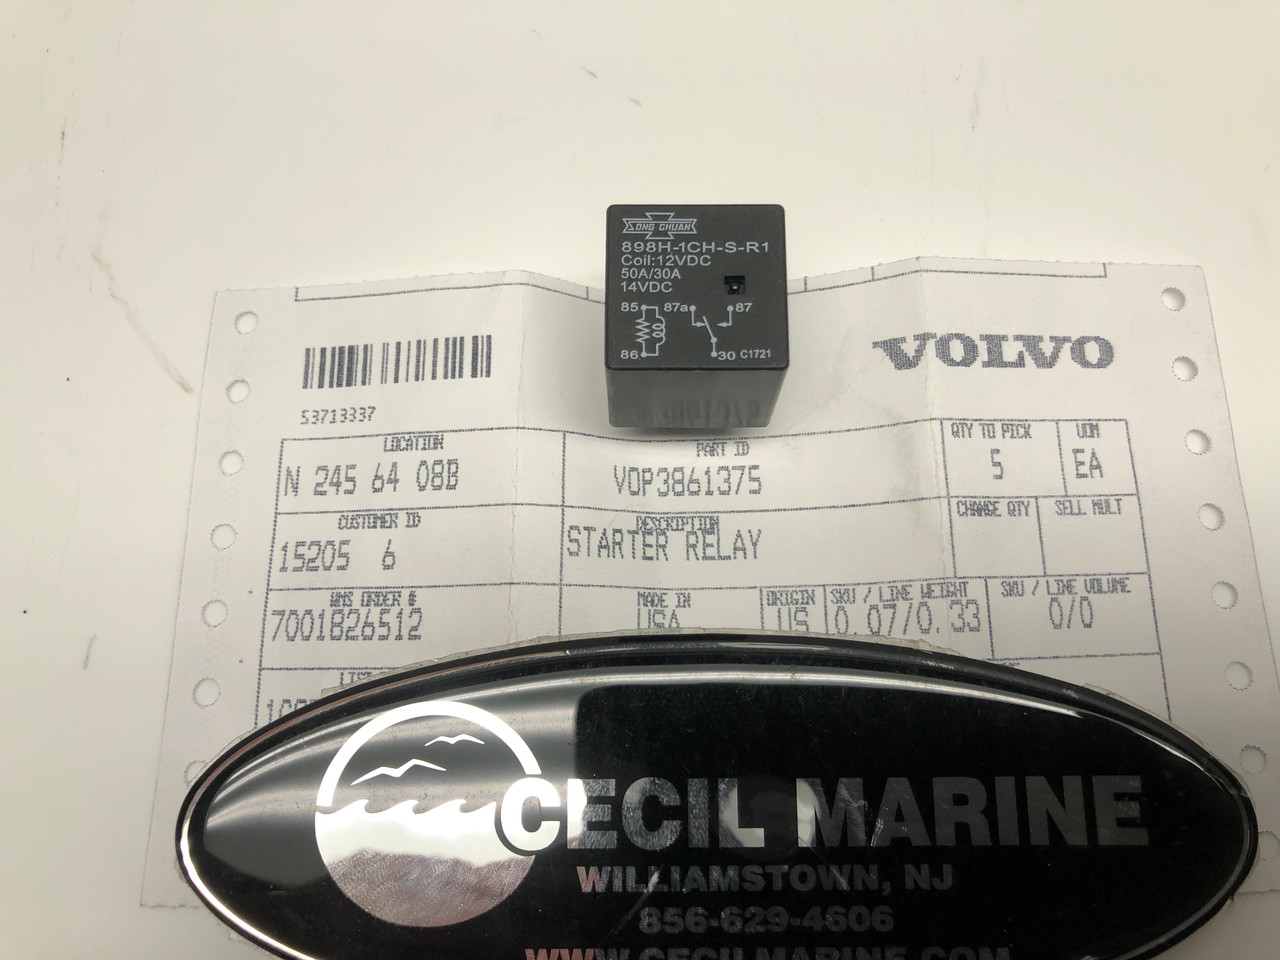 SONG CHUAN
898H-1CH-S-R1
Coil:12VDC
50A/30A
14VDC
85 87a 87
86 30 C1721
VOLVO
53713337
LOCATION
N 245 64 08B
PART ID
VOP3861375
QTY TO PICK
5
UOM
EA
CUSTOMER ID
15205 6
DESCRIPTION
STARTER RELAY
CHANGE QTY
SELL MULT
WMS ORDER #
7001826512
MADE IN
USA
ORIGIN
US
SKU / LINE WEIGHT
0.07/0.33
SKU / LINE VOLUME
0/0
CECIL MARINE
WILLIAMSTOWN, NJ
856-629-4606
WWW.CECILMARINE.COM